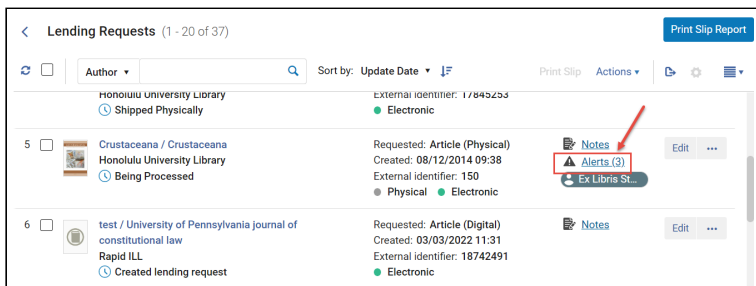 Lending Requests (1 - 20 of 37)
Print Slip Report
Author
Sort by: Update Date
Print Slip
Actions
Honolulu University Library
External identifier: 17845253
Shipped Physically
Electronic
5
Crustaceana / Crustaceana
Requested: Article (Physical)
Notes
Edit
Honolulu University Library
Created: 08/12/2014 09:38
Alerts (3)
Being Processed
External identifier: 150
Ex Libris St...
Physical
Electronic
6
test / University of Pennsylvania journal of
Requested: Article (Digital)
Notes
Edit
constitutional law
Created: 03/03/2022 11:31
Rapid ILL
External identifier: 18742491
Created lending request
Electronic